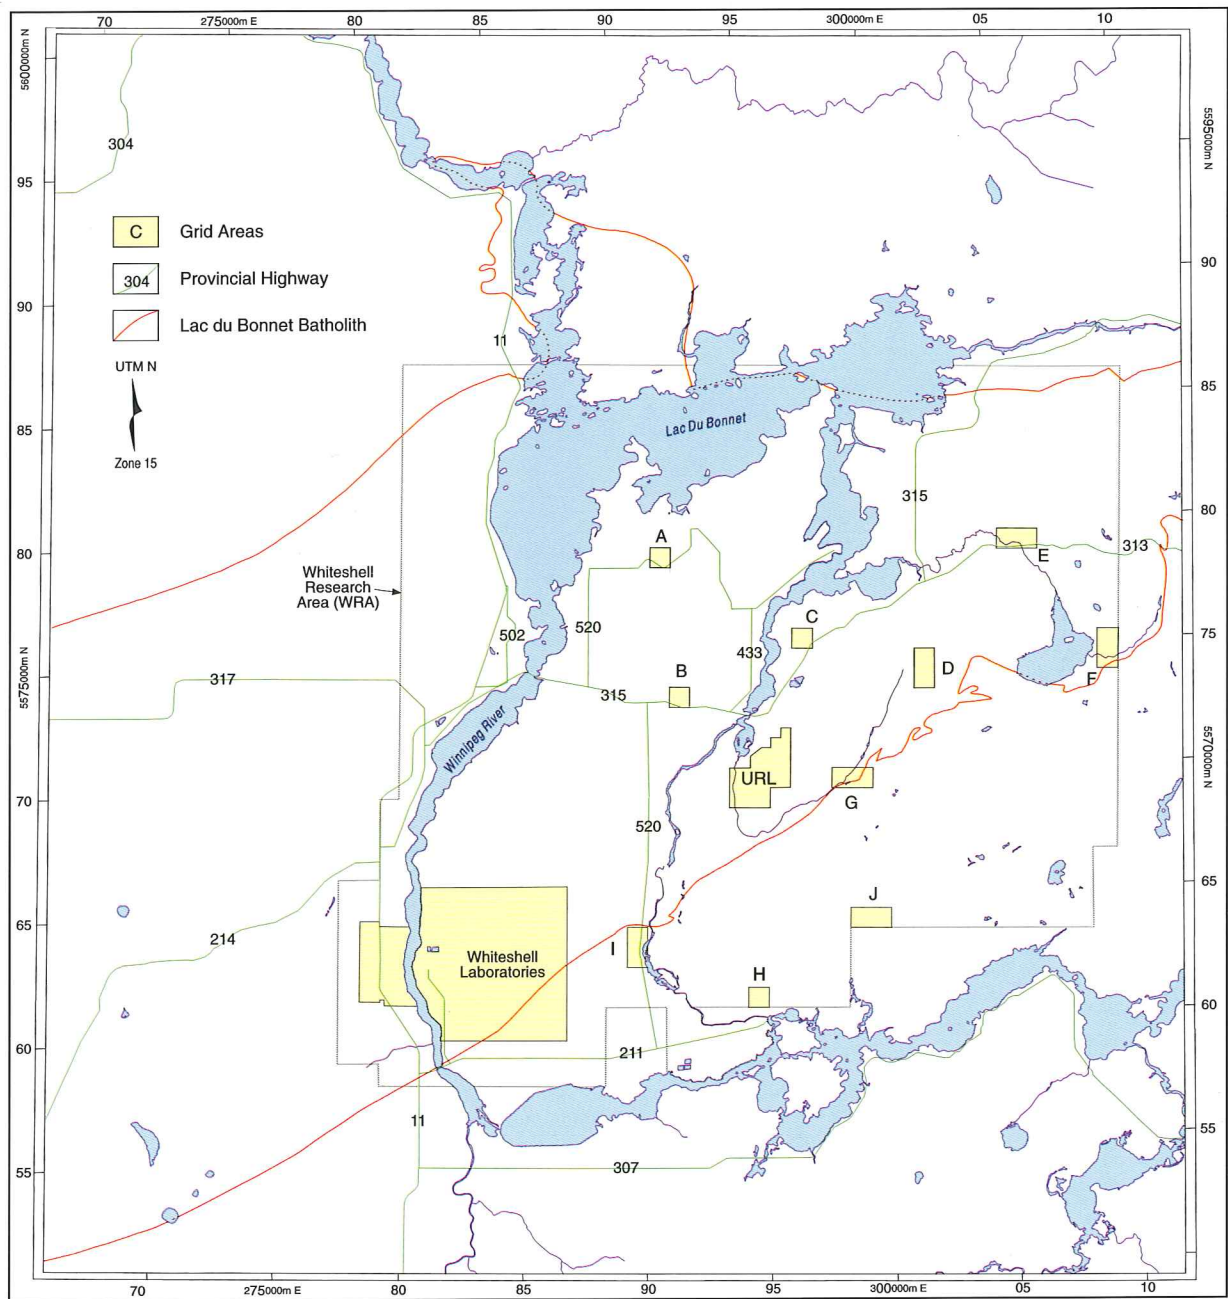 70 275000m E 80 85 90 95 300000m E 05 10
5600000m N
5595000m N
304
95
C Grid Areas
304 Provincial Highway
90
Lac du Bonnet Batholith
90
11
UTM N
85
Lac Du Bonnet
85
Zone 15
315
A
E
313
80
Whiteshell
Research
Area (WRA)
502
520
C
75
433
D
F
317
B
315
5575000m N
Winnipeg River
5570000m N
URL
G
70
520
65
J
65
214
I
Whiteshell
Laboratories
H
60
60
211
11
55
307
55
70 275000m E 80 85 90 95 300000m E 05 10